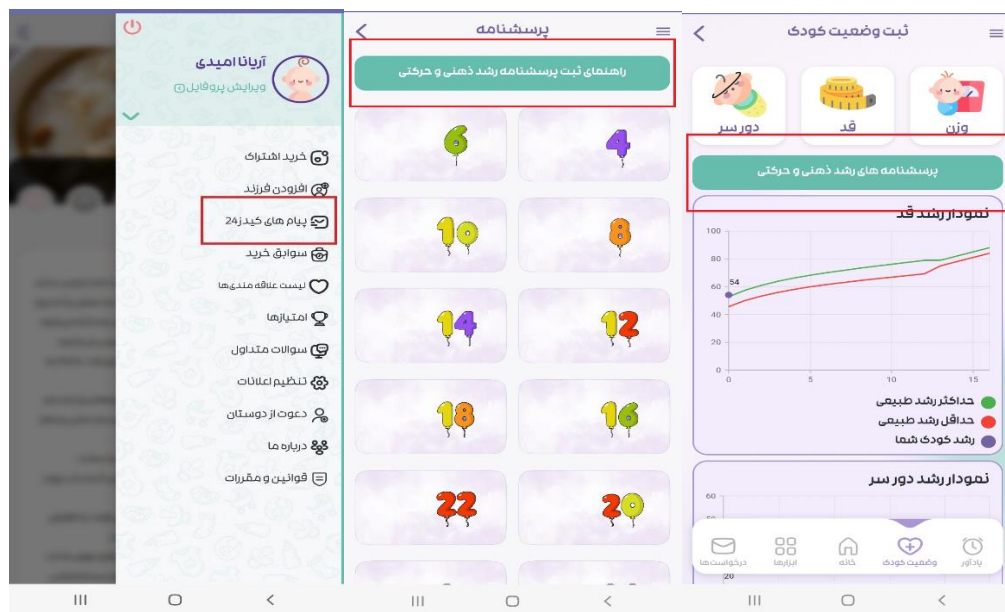 ثبت وضعیت کودک
وزن
قد
دور سر
پرسشنامه های رشد ذهنی و حرکتی
نمودار رشد قد
100
80
60
54
40
20
0
0 5 10 15
حداکثر رشد طبیعی
حداقل رشد طبیعی
رشد کودک شما
نمودار رشد دور سر
60
20
یادآور
وضعیت کودک
خانه
ابزارها
درخواست ها
پرسشنامه
راهنمای ثبت پرسشنامه رشد ذهنی و حرکتی
4
6
8
10
12
14
16
18
20
22
آریانا امیدی
ویرایش پروفایل
خرید اشتراک
افزودن فرزند
پیام های کیدز24
سوابق خرید
لیست علاقه مندی‌ها
امتیازها
سوالات متداول
تنظیم اعلانات
دعوت از دوستان
درباره ما
قوانین و مقررات